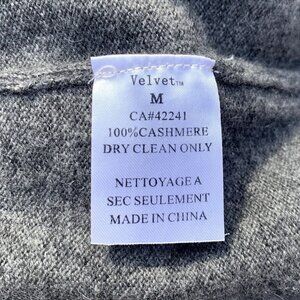 Velvet™
M
CA#42241
100%CASHMERE
DRY CLEAN ONLY
NETTOYAGE A
SEC SEULEMENT
MADE IN CHINA